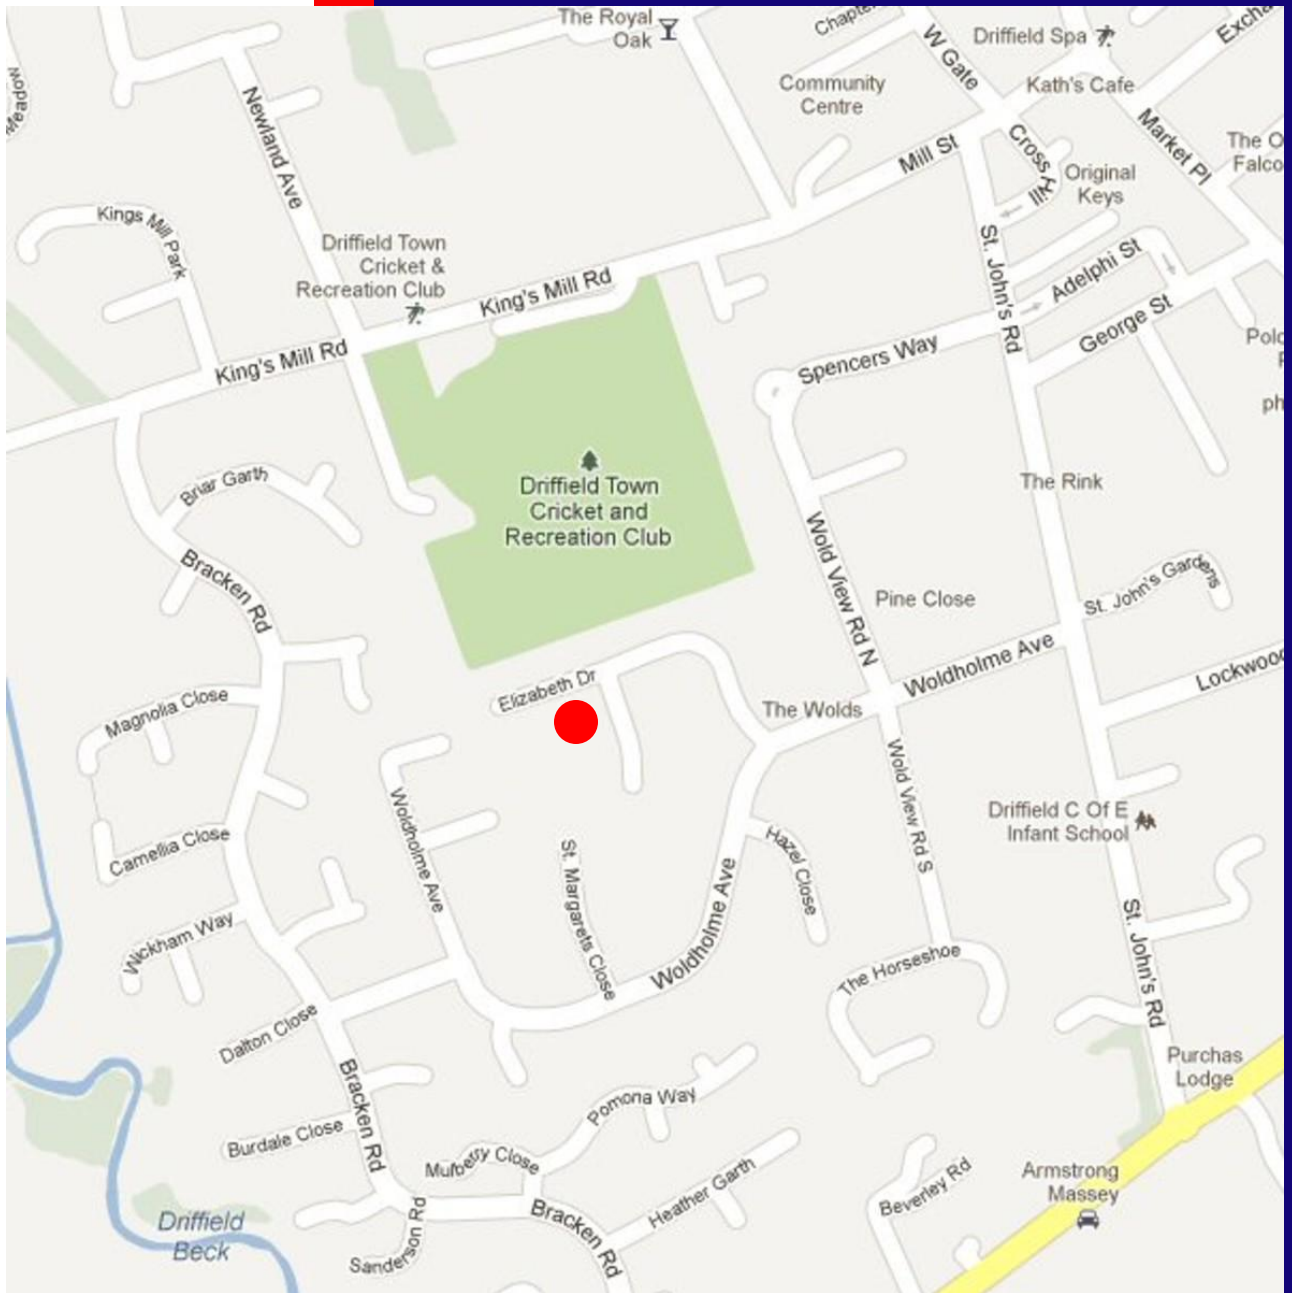 The Royal
Oak
Chapter
W Gate
Driffield Spa
Excha
Kath's Cafe
Community
Centre
Meadow
Newland Ave
Mill St
Cross Hill
Market Pl
The O
Falco
Original
Keys
Kings Mill Park
Driffield Town
Cricket &
Recreation Club
King's Mill Rd
St. John's Rd
Adelphi St
George St
King's Mill Rd
Spencers Way
Polo
ph
Briar Garth
Driffield Town
Cricket and
Recreation Club
The Rink
Wold View Rd N
Bracken Rd
Pine Close
St. John's Gardens
Woldholme Ave
Lockwood
Elizabeth Dr
Magnolia Close
The Wolds
Wold View Rd S
Woldholme Ave
Driffield C Of E
Infant School
Camellia Close
St. Margarets Close
Woldholme Ave
Hazel Close
Wickham Way
The Horseshoe
St. John's Rd
Dalton Close
Bracken Rd
Purchas
Lodge
Pomona Way
Burdale Close
Mulberry Close
Heather Garth
Beverley Rd
Armstrong
Massey
Driffield
Beck
Sanderson Rd
Bracken Rd